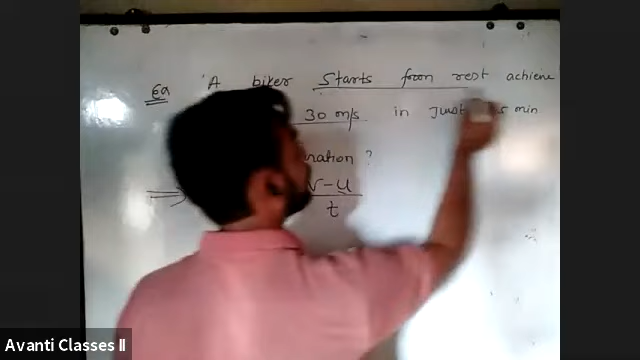 Ea A biker Starts from rest achieve
30 m/s in Just min
ration ?
v-u
t
Avanti Classes II